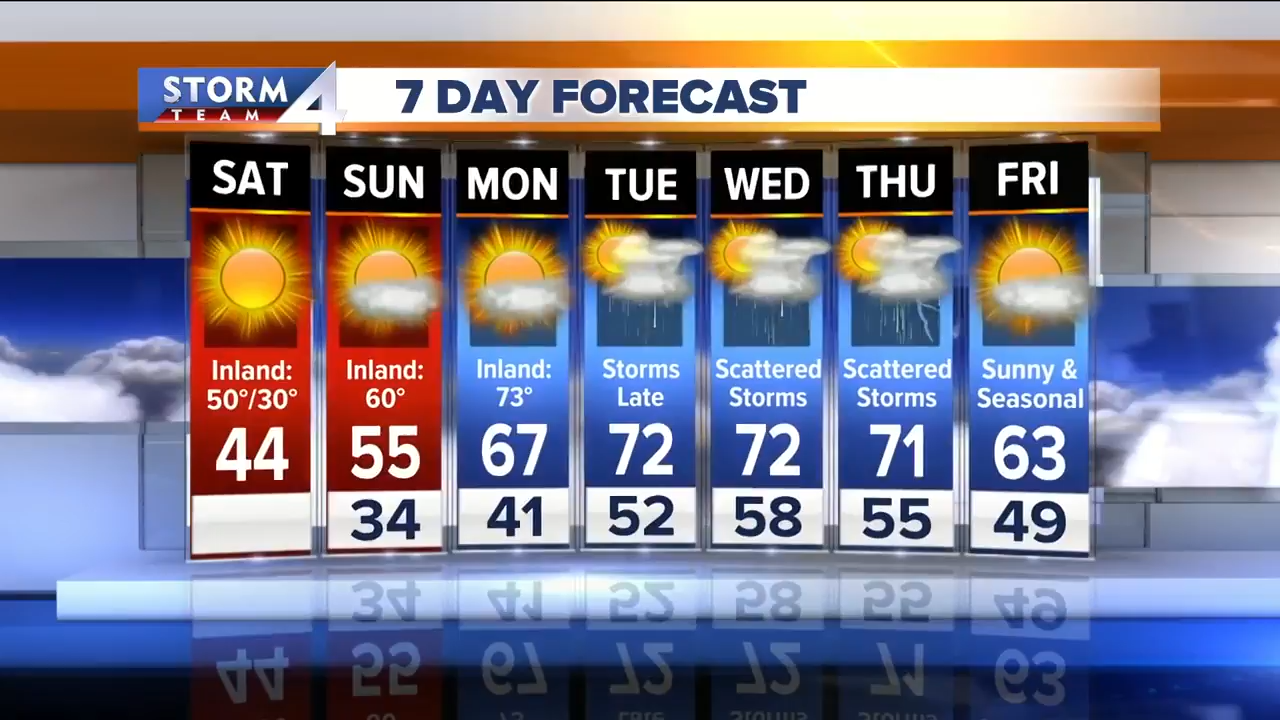 STORM
TEAM 4
7 DAY FORECAST
SAT
Inland:
50°/30°
44
SUN
Inland:
60°
55
34
MON
Inland:
73°
67
41
TUE
Storms
Late
72
52
WED
Scattered
Storms
72
58
THU
Scattered
Storms
71
55
FRI
Sunny &
Seasonal
63
49